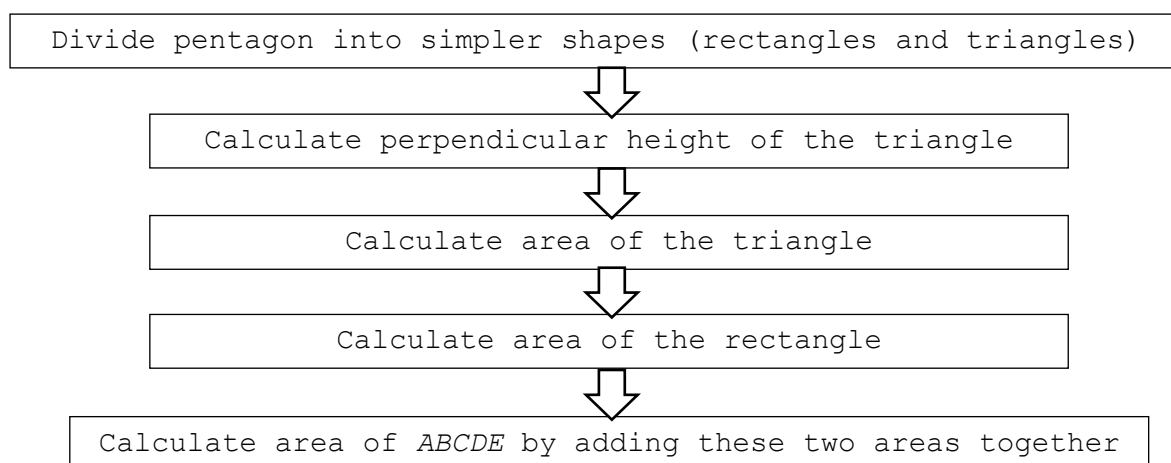 Divide pentagon into simpler shapes (rectangles and triangles)
Calculate perpendicular height of the triangle
Calculate area of the triangle
Calculate area of the rectangle
Calculate area of ABCDE by adding these two areas together